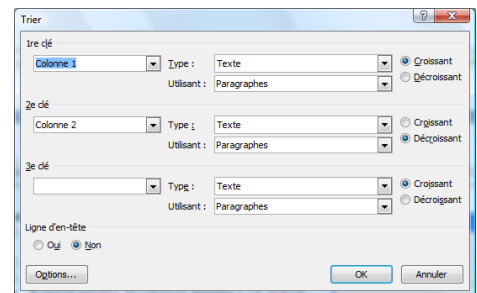 Trier
1re clé
Colonne 1 Type : Texte Croissant
Utilisant : Paragraphes Décroissant
2e clé
Colonne 2 Type : Texte Croissant
Utilisant : Paragraphes Décroissant
3e clé
Type : Texte Croissant
Utilisant : Paragraphes Décroissant
Ligne d'en-tête
Oui Non
Options... OK Annuler